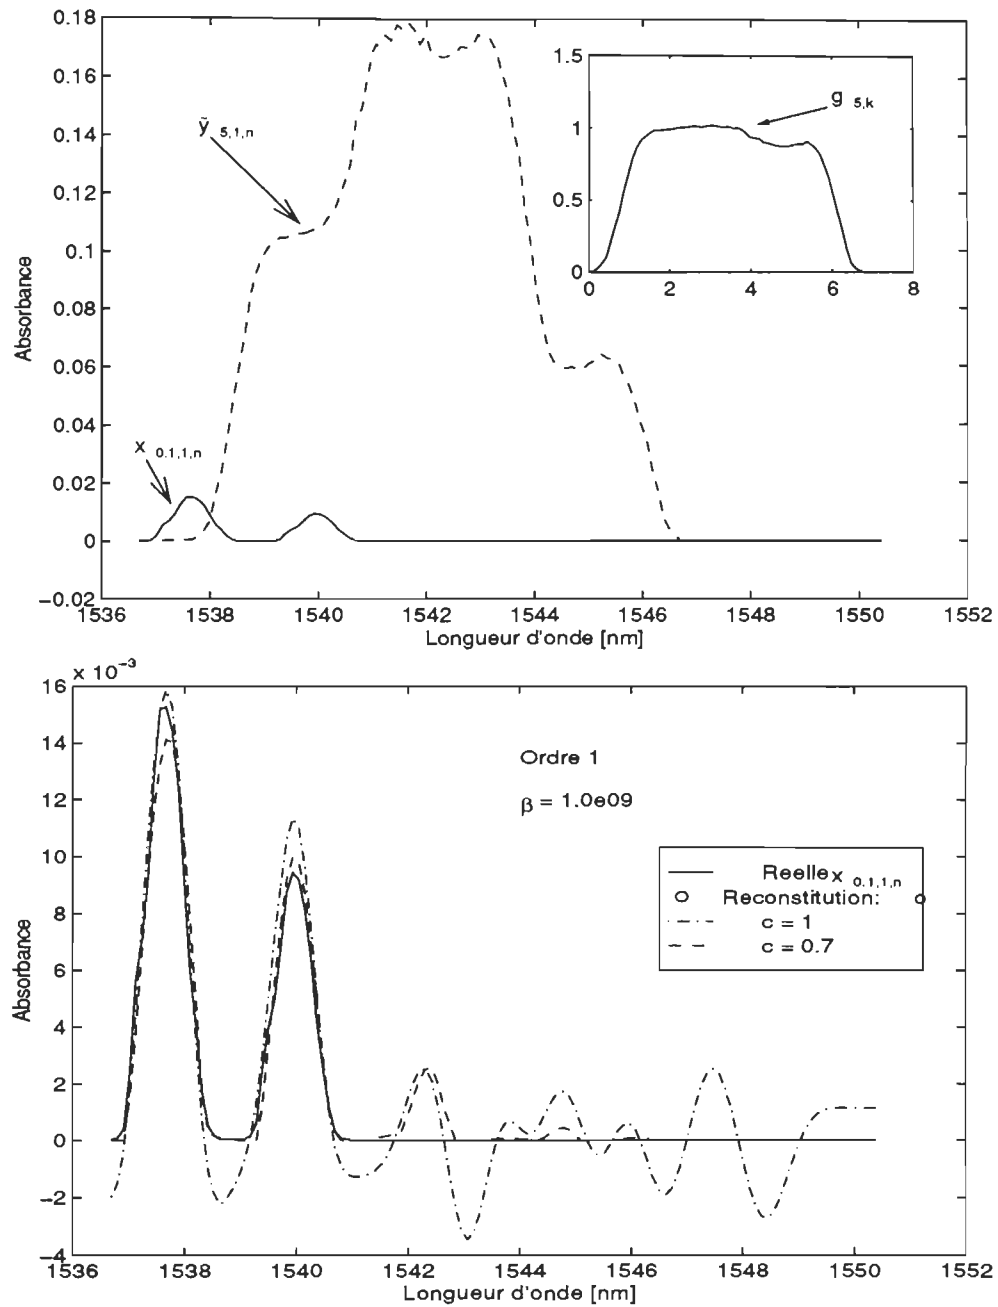 0.18
0.16
0.14
0.12
0.1
0.08
0.06
0.04
0.02
0
−0.02
Absorbance
ỹ 5,1,n
x 0.1,1,n
1.5
1
0.5
0
g 5,k
0 2 4 6 8
1536 1538 1540 1542 1544 1546 1548 1550 1552
Longueur d'onde [nm]
x 10⁻³
16
14
12
10
8
6
4
2
0
−2
−4
Absorbance
Ordre 1
β = 1.0e09
Reelle x 0.1,1,n
o Reconstitution: o
c = 1
c = 0.7
1536 1538 1540 1542 1544 1546 1548 1550 1552
Longueur d'onde [nm]